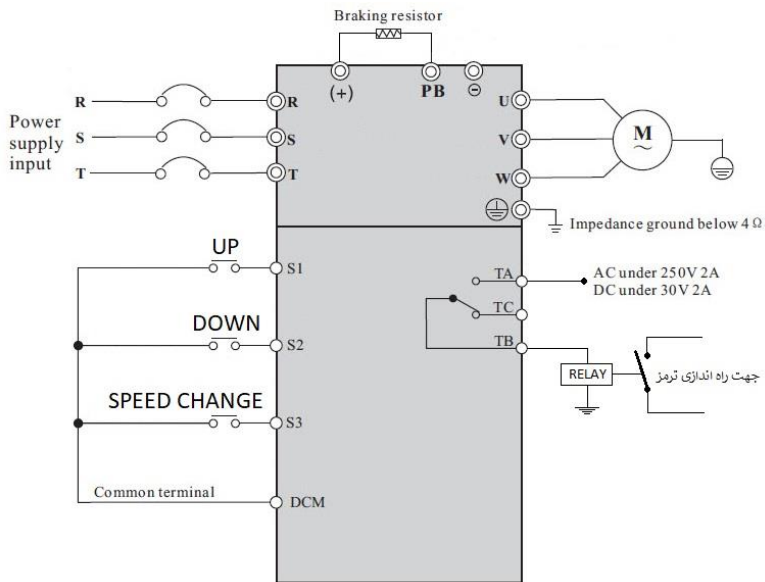 Braking resistor
(+) PB ⊖
Power supply input
R
S
T
R
S
T
U
V
W
M
~
Impedance ground below 4 Ω
UP
S1
DOWN
S2
SPEED CHANGE
S3
Common terminal
DCM
TA
TC
TB
AC under 250V 2A
DC under 30V 2A
RELAY
جهت راه اندازی ترمز